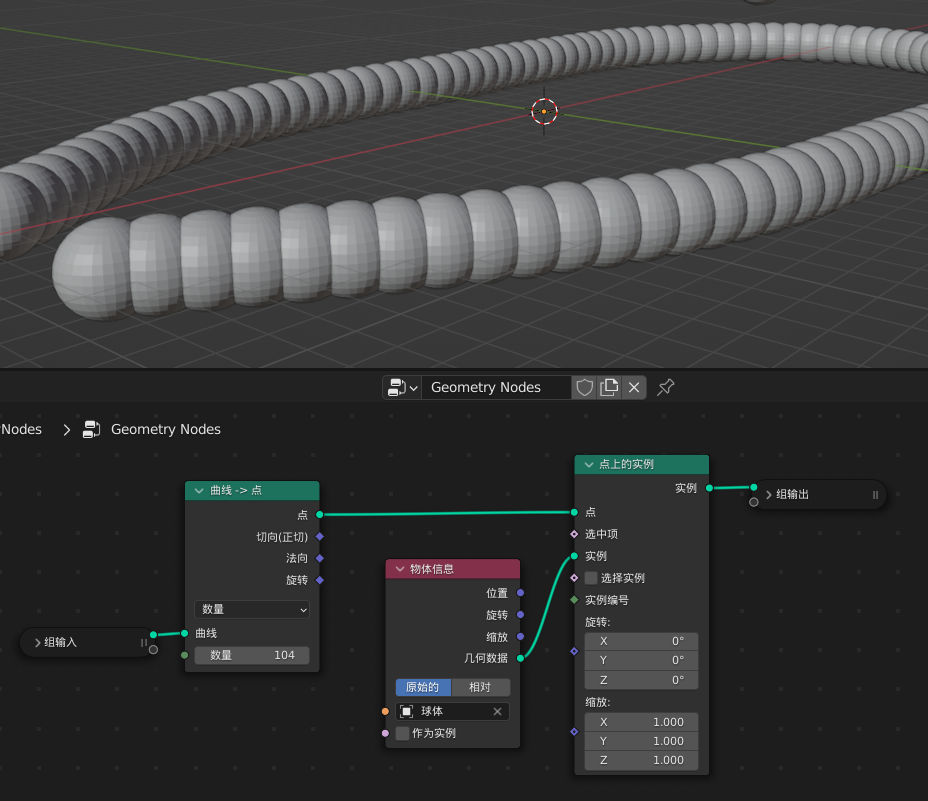 Geometry Nodes
Nodes > Geometry Nodes
曲线 -> 点
点
切向(正切)
法向
旋转
数量
曲线
数量 104
组输入
物体信息
位置
旋转
缩放
几何数据
原始的 相对
球体
作为实例
点上的实例
实例
点
选中项
实例
选择实例
实例编号
旋转:
X 0°
Y 0°
Z 0°
缩放:
X 1.000
Y 1.000
Z 1.000
组输出